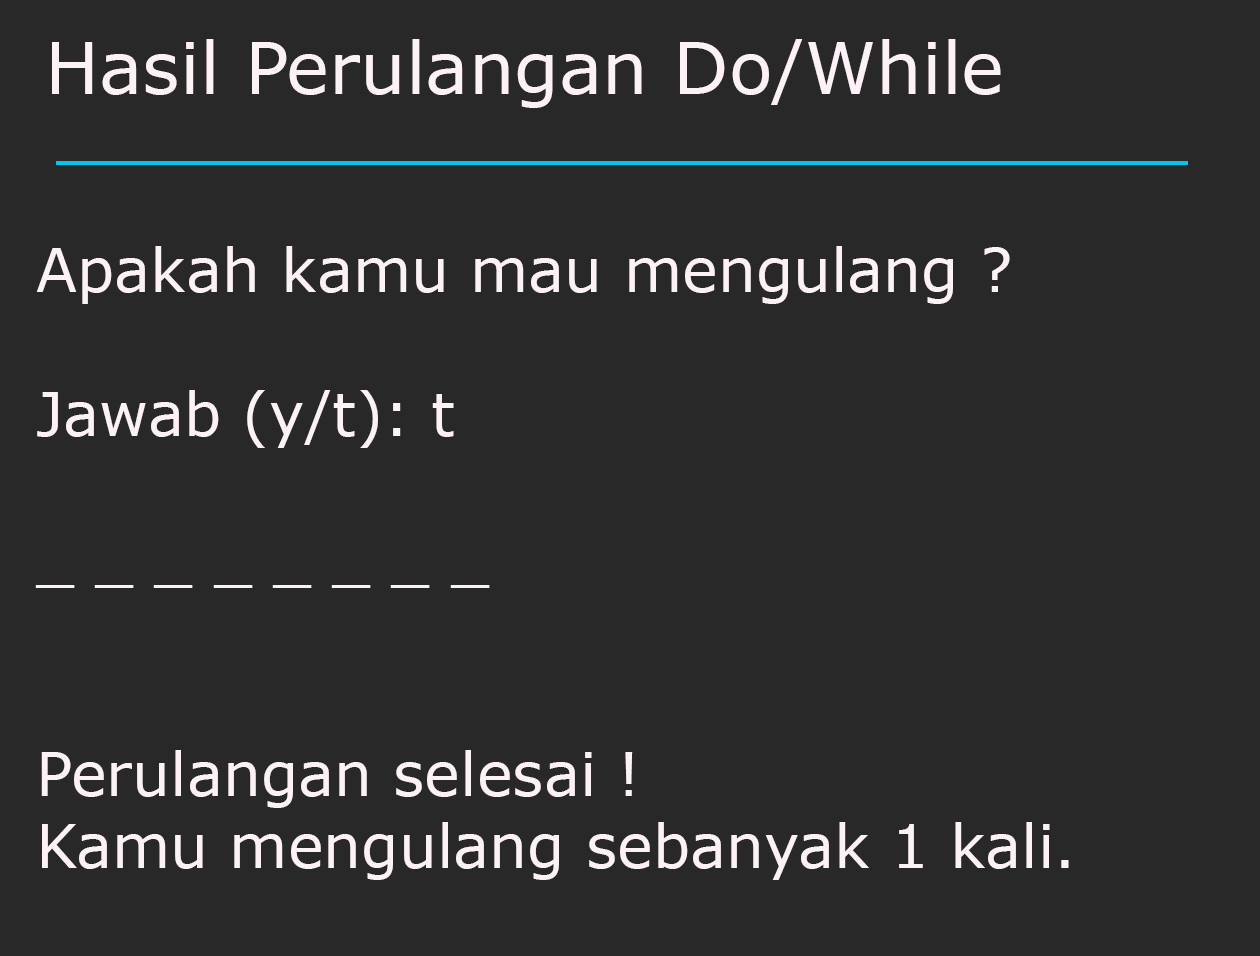 Hasil Perulangan Do/While
Apakah kamu mau mengulang ?
Jawab (y/t): t
_ _ _ _ _ _ _ _
Perulangan selesai !
Kamu mengulang sebanyak 1 kali.